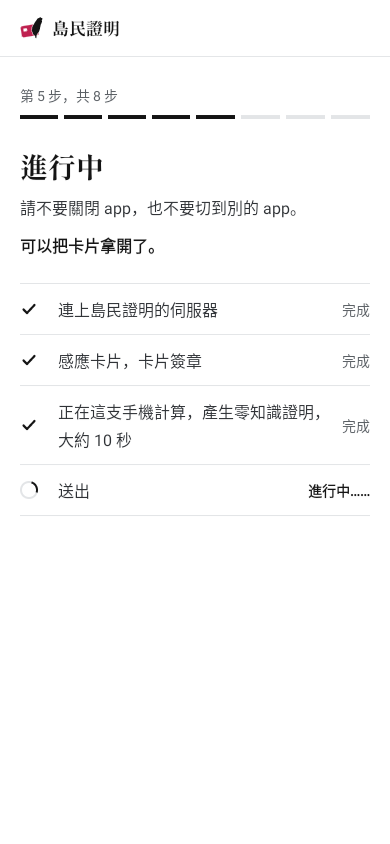 島民證明
第 5 步，共 8 步
進行中
請不要關閉 app，也不要切到別的 app。
可以把卡片拿開了。
連上島民證明的伺服器
完成
感應卡片，卡片簽章
完成
正在這支手機計算，產生零知識證明，
大約 10 秒
完成
送出
進行中……